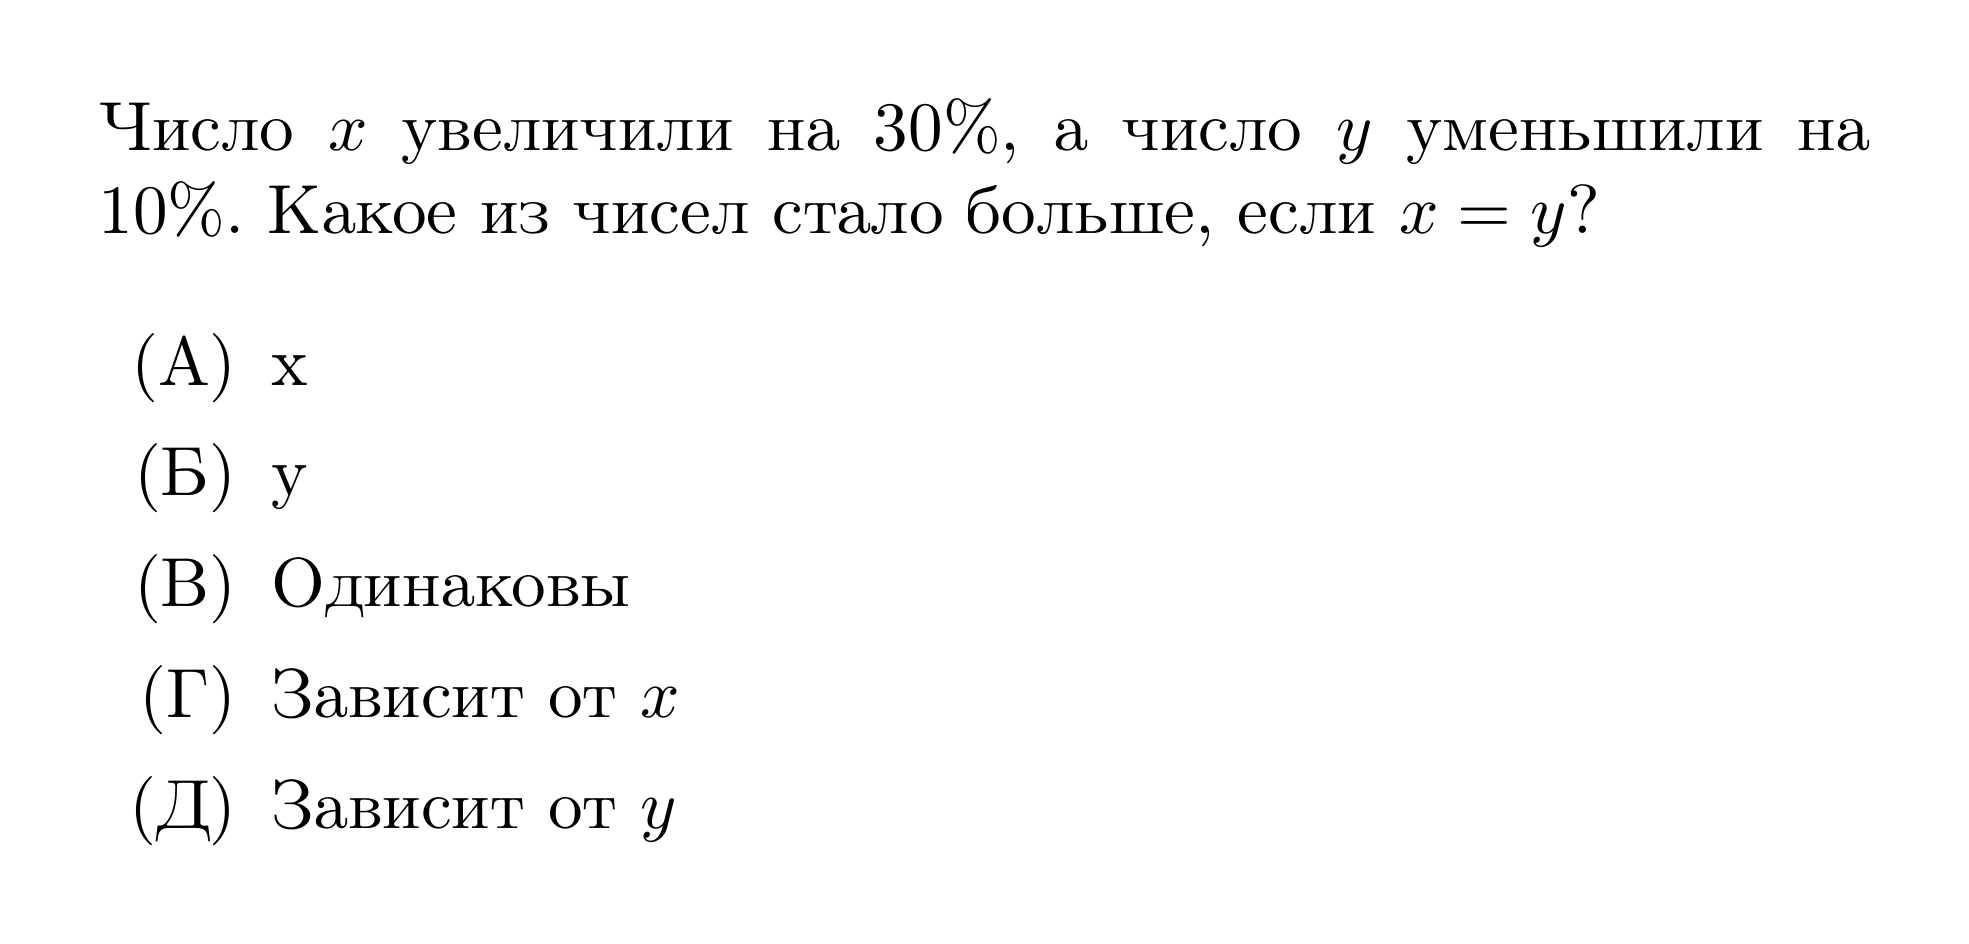 Число x увеличили на 30%, а число y уменьшили на
10%. Какое из чисел стало больше, если x = y?
(А) x
(Б) y
(В) Одинаковы
(Г) Зависит от x
(Д) Зависит от y